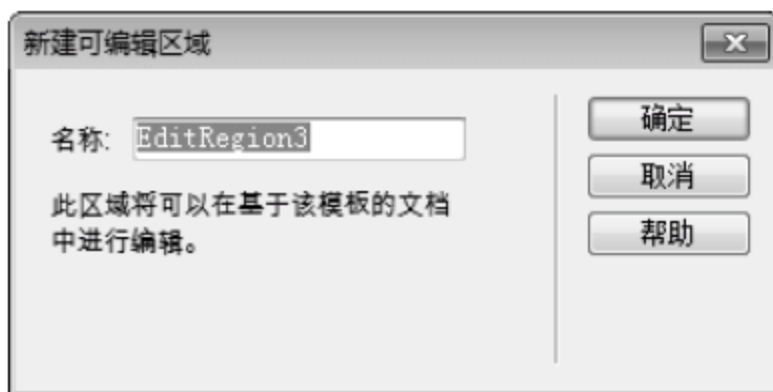 新建可编辑区域
名称: EditRegion3
此区域将可以在基于该模板的文档
中进行编辑。
确定
取消
帮助